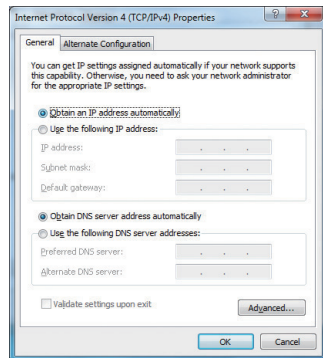 Internet Protocol Version 4 (TCP/IPv4) Properties
General
Alternate Configuration
You can get IP settings assigned automatically if your network supports
this capability. Otherwise, you need to ask your network administrator
for the appropriate IP settings.
Obtain an IP address automatically
Use the following IP address:
IP address:
Subnet mask:
Default gateway:
Obtain DNS server address automatically
Use the following DNS server addresses:
Preferred DNS server:
Alternate DNS server:
Validate settings upon exit
Advanced...
OK
Cancel